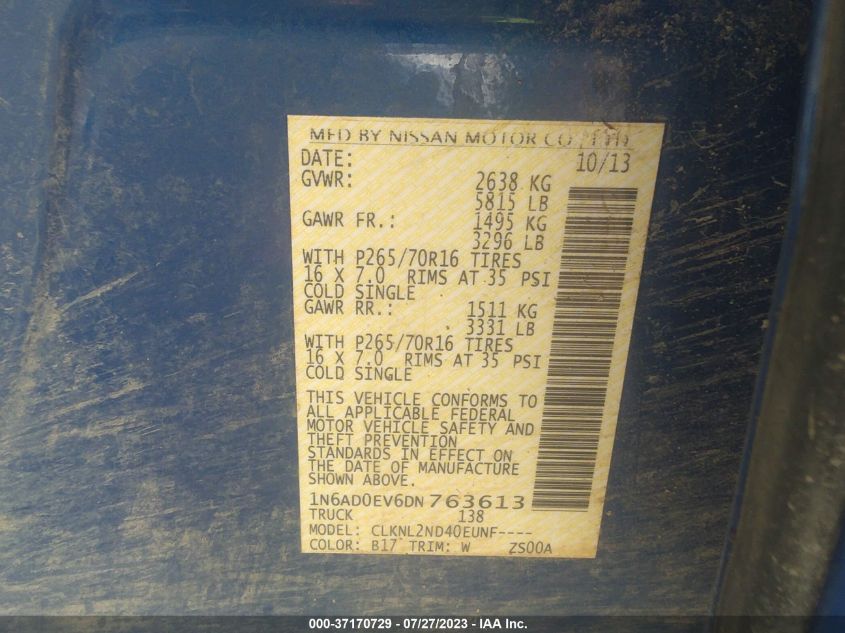 MFD BY NISSAN MOTOR CO.,LTD
DATE: 10/13
GVWR: 2638 KG
5815 LB
GAWR FR.: 1495 KG
3296 LB
WITH P265/70R16 TIRES
16 X 7.0 RIMS AT 35 PSI
COLD SINGLE
GAWR RR.: 1511 KG
3331 LB
WITH P265/70R16 TIRES
16 X 7.0 RIMS AT 35 PSI
COLD SINGLE
THIS VEHICLE CONFORMS TO
ALL APPLICABLE FEDERAL
MOTOR VEHICLE SAFETY AND
THEFT PREVENTION
STANDARDS IN EFFECT ON
THE DATE OF MANUFACTURE
SHOWN ABOVE.
1N6AD0EV6DN763613
TRUCK 138
MODEL: CLKNL2ND40EUNF----
COLOR: B17 TRIM: W ZS00A
000-37170729 / 07/27/2023 - IAA Inc.